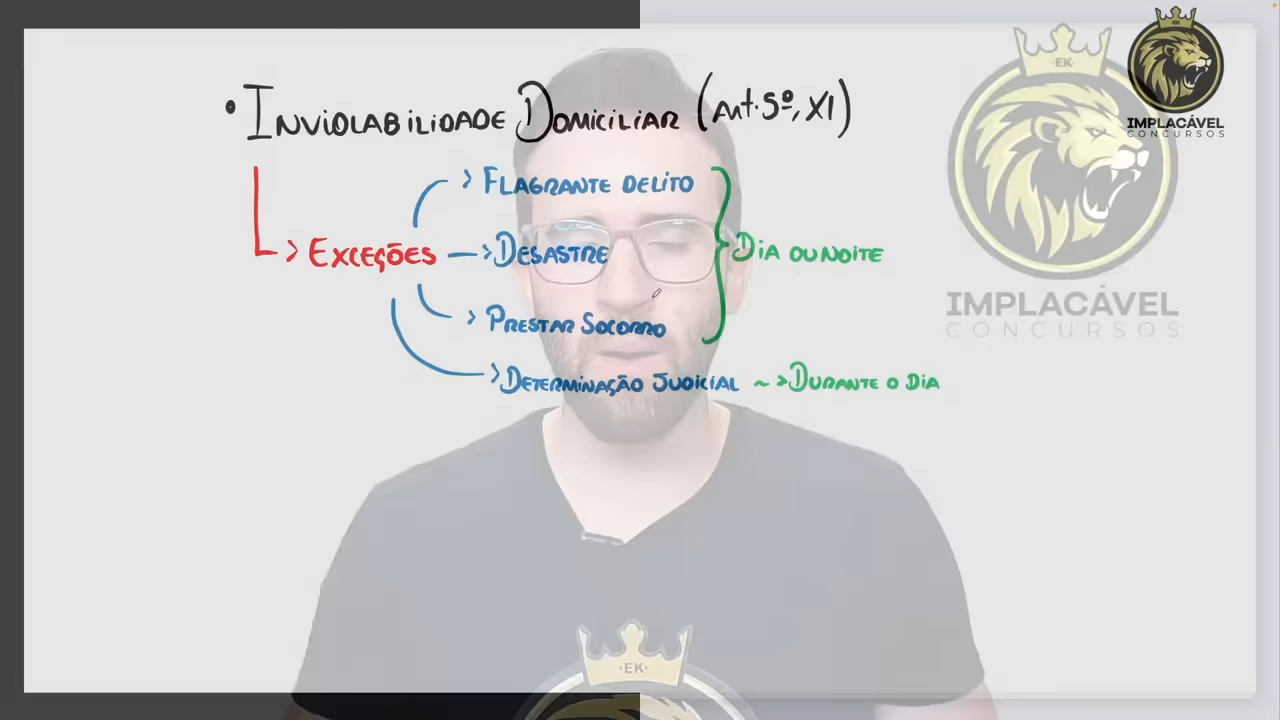 • INVIOLABILIDADE DOMICILIAR (Art. 5º, XI)
> FLAGRANTE DELITO
> EXCEÇÕES
> DESASTRE
DIA OU NOITE
> PRESTAR SOCORRO
> DETERMINAÇÃO JUDICIAL ~ > DURANTE O DIA
EK
IMPLACÁVEL
CONCURSOS
IMPLACÁVEL
CONCURSOS
EK